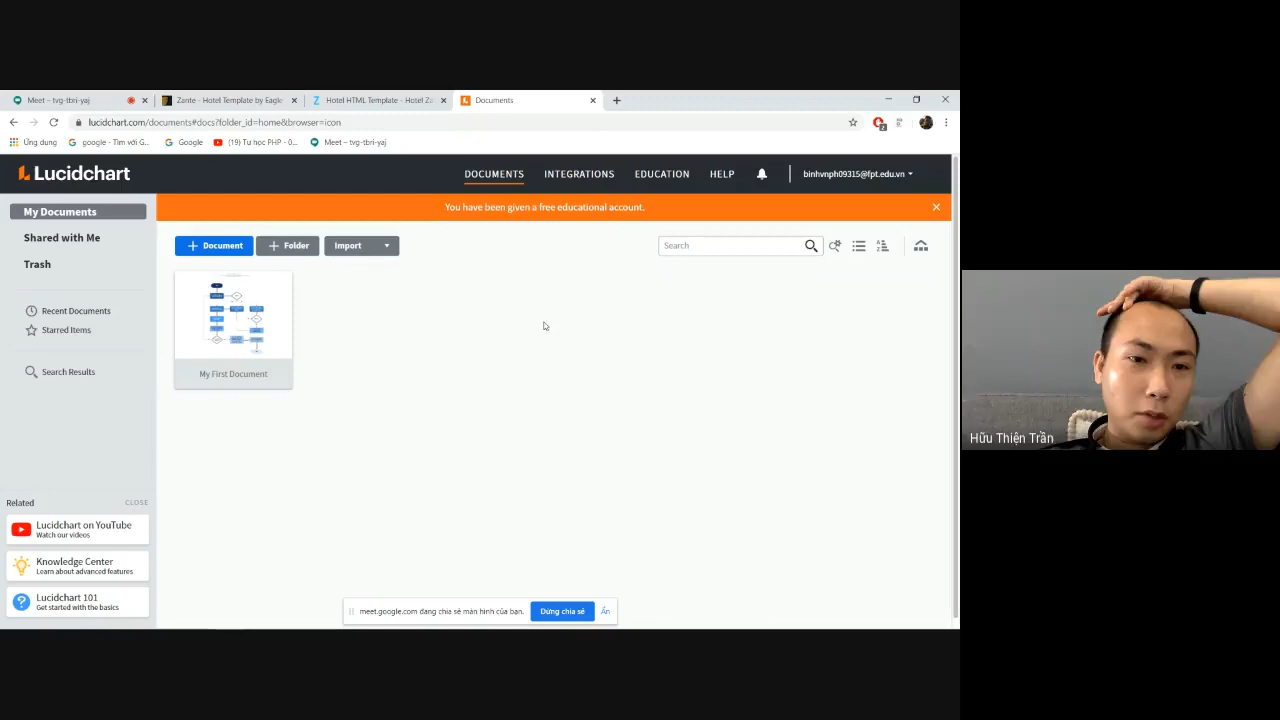 Meet – tvg-tbri-yaj
Zante - Hotel Template by Eagle
Hotel HTML Template - Hotel Za
Documents
lucidchart.com/documents#docs?folder_id=home&browser=icon
Ứng dụng
google - Tìm với G...
Google
(19) Tự học PHP - 0...
Meet – tvg-tbri-yaj
Lucidchart
DOCUMENTS
INTEGRATIONS
EDUCATION
HELP
binhvnph09315@fpt.edu.vn
You have been given a free educational account.
My Documents
Shared with Me
Trash
Recent Documents
Starred Items
Search Results
+ Document
+ Folder
Import
Search
My First Document
Hữu Thiện Trần
Related
CLOSE
Lucidchart on YouTube
Watch our videos
Knowledge Center
Learn about advanced features
Lucidchart 101
Get started with the basics
meet.google.com đang chia sẻ màn hình của bạn.
Dừng chia sẻ
Ẩn